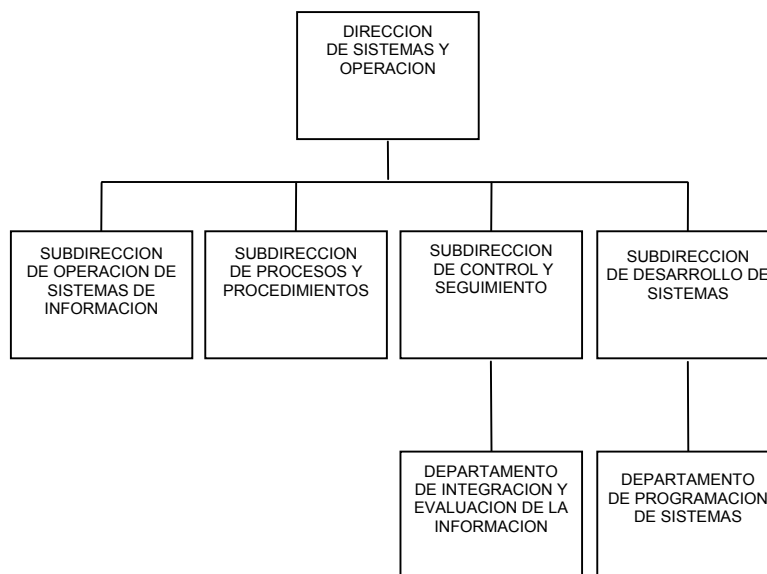 DIRECCION
DE SISTEMAS Y
OPERACION
SUBDIRECCION
DE OPERACION DE
SISTEMAS DE
INFORMACION
SUBDIRECCION
DE PROCESOS Y
PROCEDIMIENTOS
SUBDIRECCION
DE CONTROL Y
SEGUIMIENTO
SUBDIRECCION
DE DESARROLLO DE
SISTEMAS
DEPARTAMENTO
DE INTEGRACION Y
EVALUACION DE LA
INFORMACION
DEPARTAMENTO
DE PROGRAMACION
DE SISTEMAS